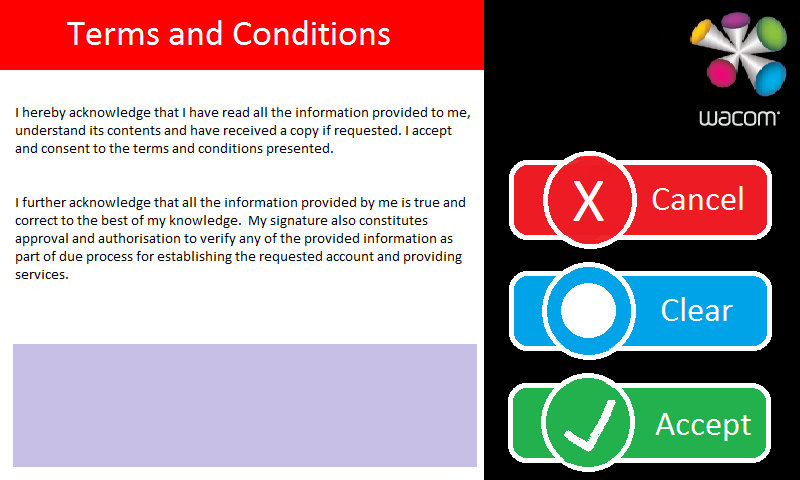 Terms and Conditions
I hereby acknowledge that I have read all the information provided to me,
understand its contents and have received a copy if requested. I accept
and consent to the terms and conditions presented.
I further acknowledge that all the information provided by me is true and
correct to the best of my knowledge.  My signature also constitutes
approval and authorisation to verify any of the provided information as
part of due process for establishing the requested account and providing
services.
wacom
X Cancel
Clear
Accept